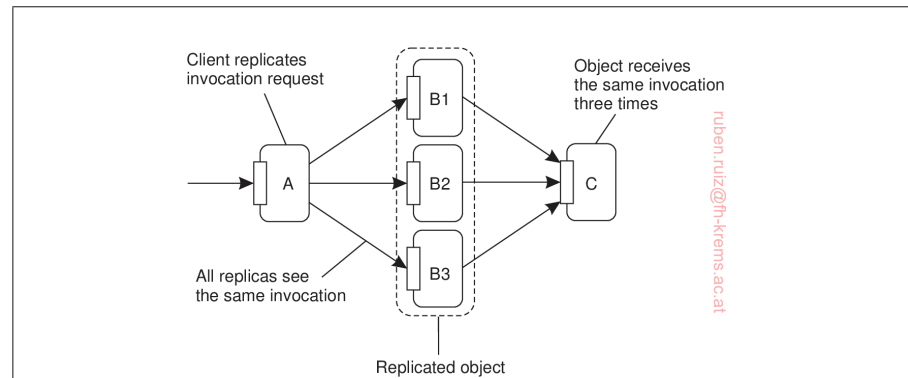 Client replicates
invocation request
Object receives
the same invocation
three times
B1
A
B2
C
B3
All replicas see
the same invocation
Replicated object
ruben.ruiz@fh-krems.ac.at